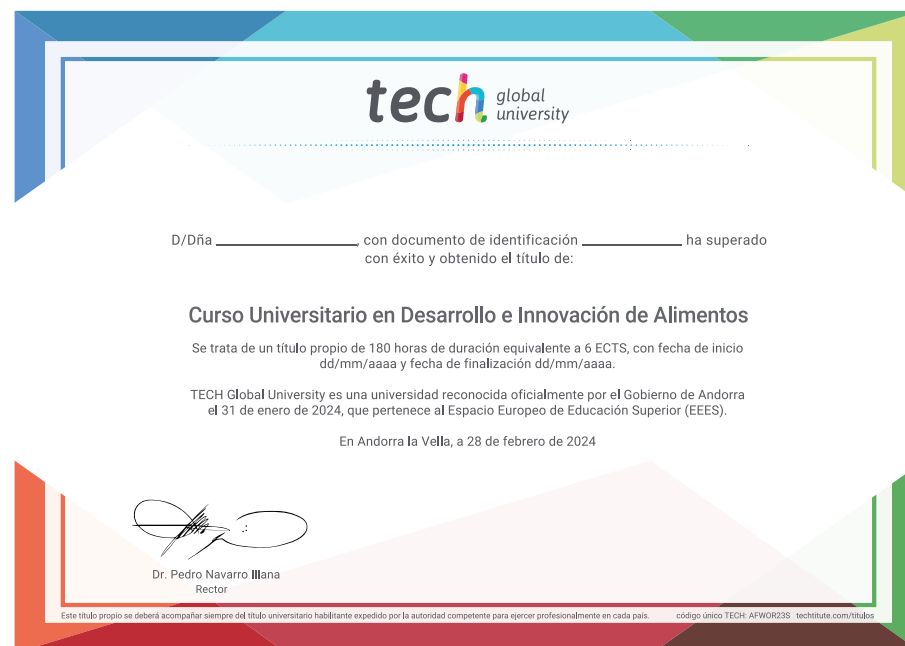 tech global university
D/Dña ______________, con documento de identificación __________ ha superado
con éxito y obtenido el título de:
Curso Universitario en Desarrollo e Innovación de Alimentos
Se trata de un título propio de 180 horas de duración equivalente a 6 ECTS, con fecha de inicio
dd/mm/aaaa y fecha de finalización dd/mm/aaaa.
TECH Global University es una universidad reconocida oficialmente por el Gobierno de Andorra
el 31 de enero de 2024, que pertenece al Espacio Europeo de Educación Superior (EEES).
En Andorra la Vella, a 28 de febrero de 2024
Dr. Pedro Navarro Illana
Rector
Este título propio se deberá acompañar siempre del título universitario habilitante expedido por la autoridad competente para ejercer profesionalmente en cada país. código único TECH: AFWOR23S techtitute.com/titulos